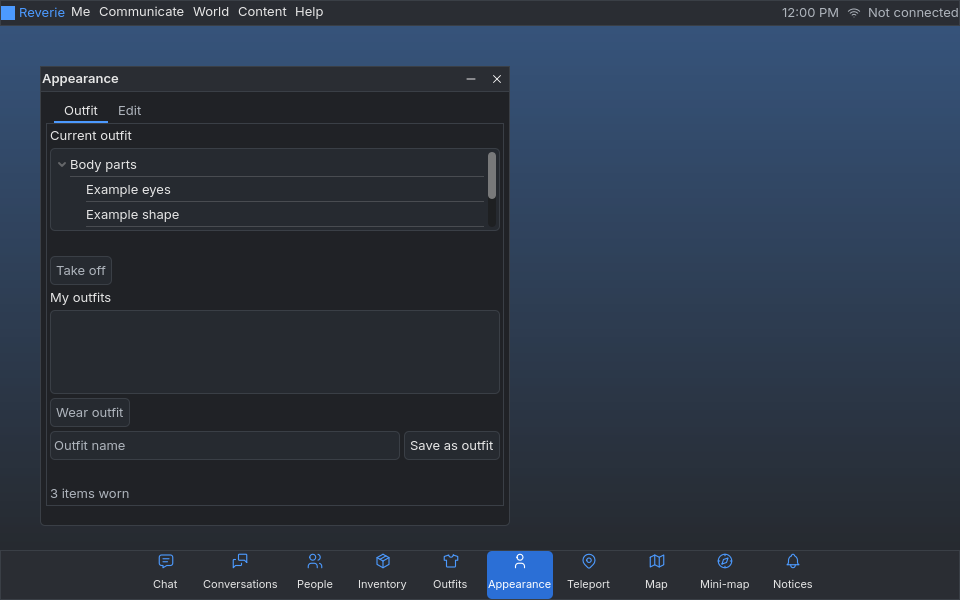 Reverie Me Communicate World Content Help 12:00 PM Not connected
Appearance
Outfit Edit
Current outfit
Body parts
Example eyes
Example shape
Take off
My outfits
Wear outfit
Outfit name Save as outfit
3 items worn
Chat Conversations People Inventory Outfits Appearance Teleport Map Mini-map Notices